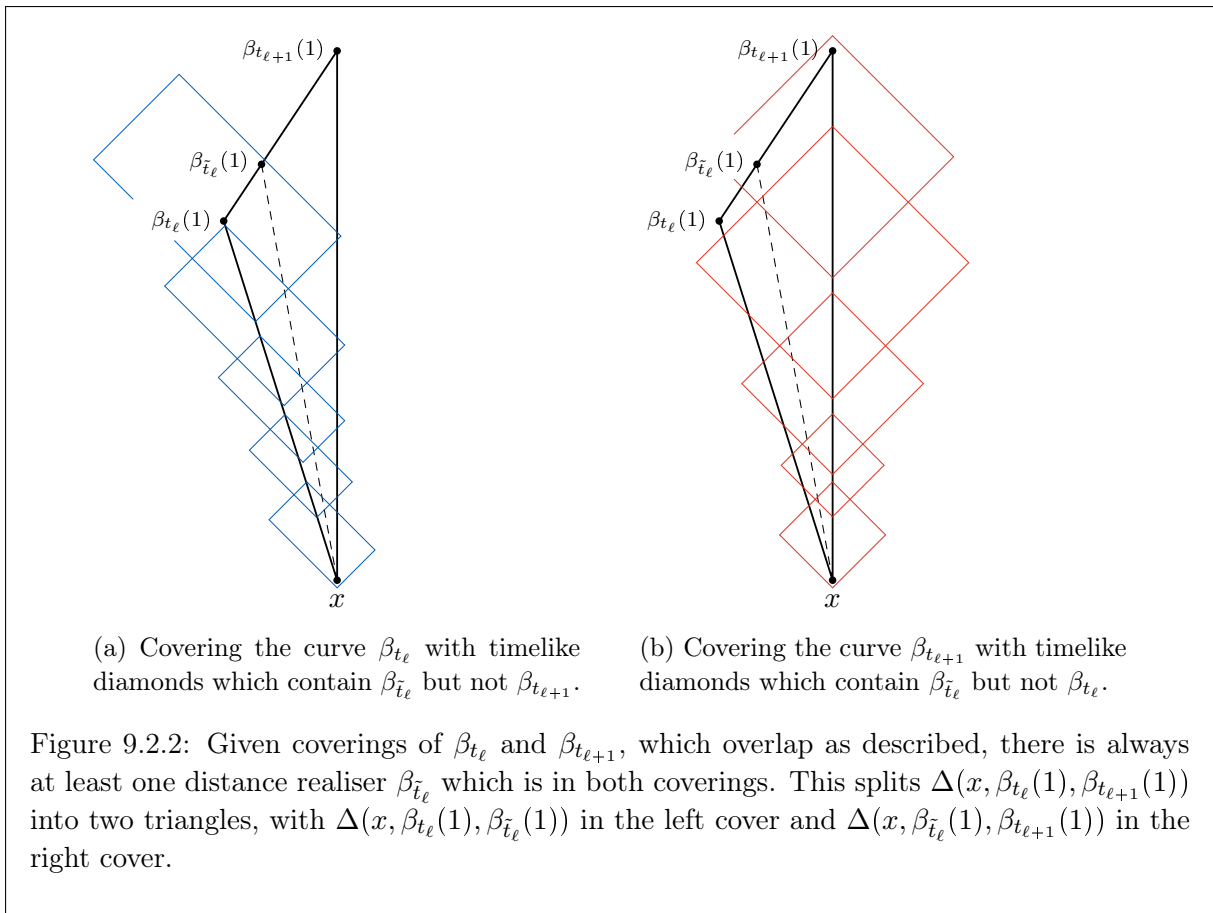 β_{t_{ℓ+1}}(1)
β_{t̃_ℓ}(1)
β_{t_ℓ}(1)
x
(a) Covering the curve β_{t_ℓ} with timelike
diamonds which contain β_{t̃_ℓ} but not β_{t_{ℓ+1}}.
β_{t_{ℓ+1}}(1)
β_{t̃_ℓ}(1)
β_{t_ℓ}(1)
x
(b) Covering the curve β_{t_{ℓ+1}} with timelike
diamonds which contain β_{t̃_ℓ} but not β_{t_ℓ}.
Figure 9.2.2: Given coverings of β_{t_ℓ} and β_{t_{ℓ+1}}, which overlap as described, there is always
at least one distance realiser β_{t̃_ℓ} which is in both coverings. This splits Δ(x, β_{t_ℓ}(1), β_{t_{ℓ+1}}(1))
into two triangles, with Δ(x, β_{t_ℓ}(1), β_{t̃_ℓ}(1)) in the left cover and Δ(x, β_{t̃_ℓ}(1), β_{t_{ℓ+1}}(1)) in the
right cover.